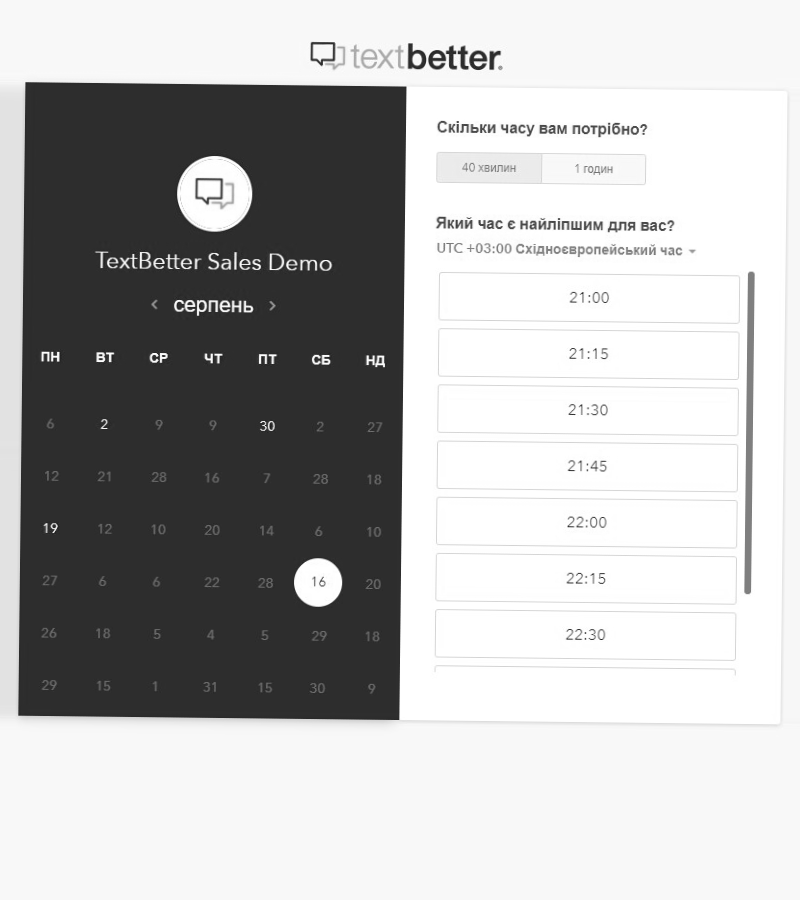 textbetter.
TextBetter Sales Demo
серпень
ПН ВТ СР ЧТ ПТ СБ НД
6 2 9 9 30 2 27
12 21 28 16 7 28 18
19 12 10 20 14 6 10
27 6 6 22 28 16 20
26 18 5 4 5 29 18
29 15 1 31 15 30 9
Скільки часу вам потрібно?
40 хвилин 1 годин
Який час є найліпшим для вас?
UTC +03:00 Східноєвропейський час
21:00
21:15
21:30
21:45
22:00
22:15
22:30